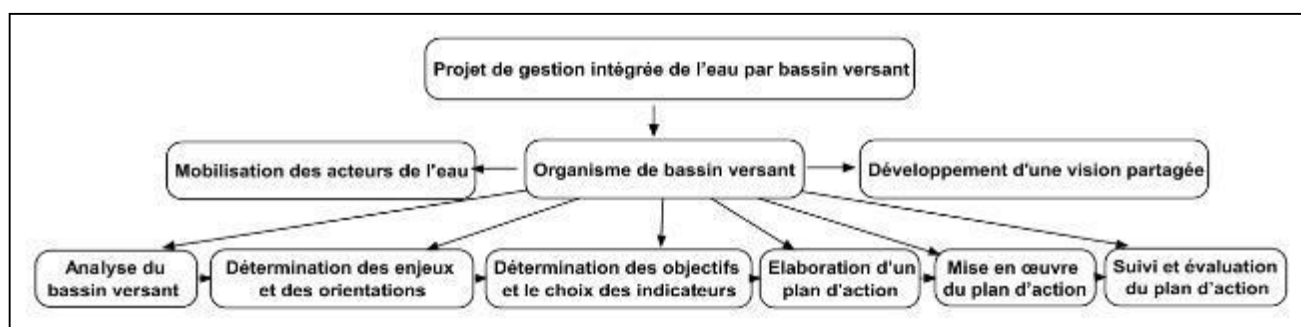 Projet de gestion intégrée de l'eau par bassin versant
Mobilisation des acteurs de l'eau
Organisme de bassin versant
Développement d'une vision partagée
Analyse du
bassin versant
Détermination des enjeux
et des orientations
Détermination des objectifs
et le choix des indicateurs
Elaboration d'un
plan d'action
Mise en œuvre
du plan d'action
Suivi et évaluation
du plan d'action